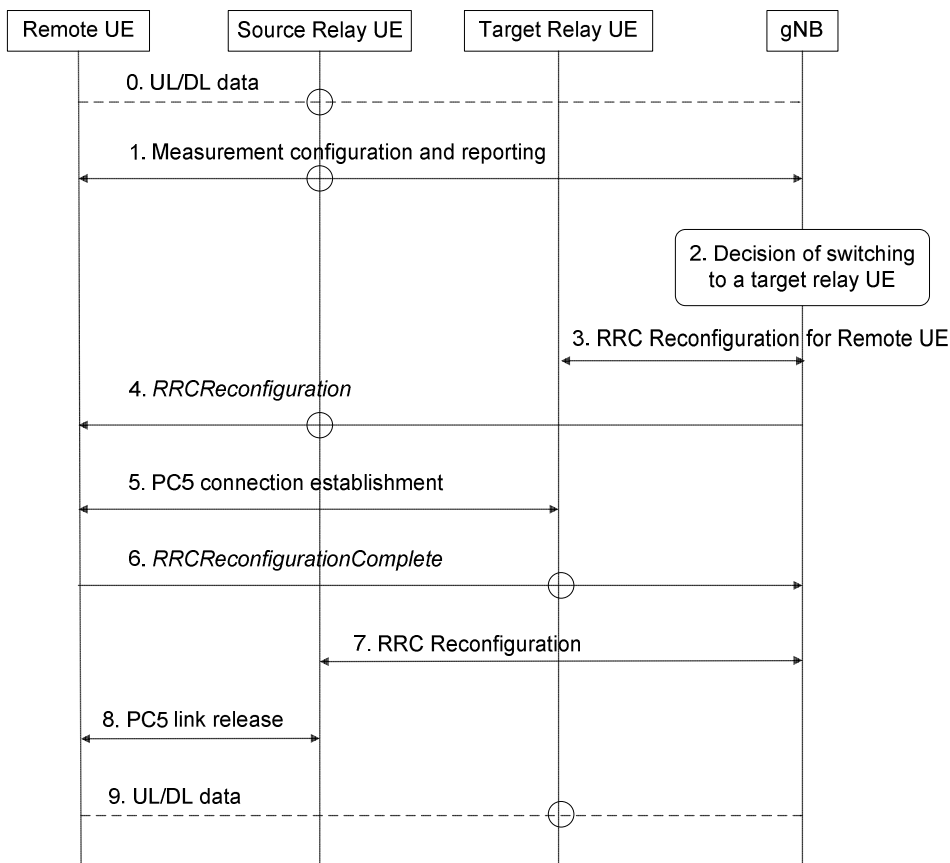 Remote UE
Source Relay UE
Target Relay UE
gNB
0. UL/DL data
1. Measurement configuration and reporting
2. Decision of switching
to a target relay UE
3. RRC Reconfiguration for Remote UE
4. RRCReconfiguration
5. PC5 connection establishment
6. RRCReconfigurationComplete
7. RRC Reconfiguration
8. PC5 link release
9. UL/DL data